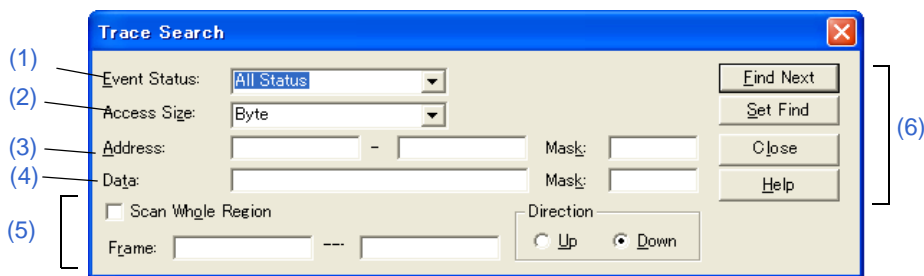 Trace Search
(1) Event Status: All Status Find Next
(2) Access Size: Byte Set Find
(3) Address: - Mask: Close
(4) Data: Mask: Help
(5) Scan Whole Region Direction
Frame: ---- Up Down
(6)